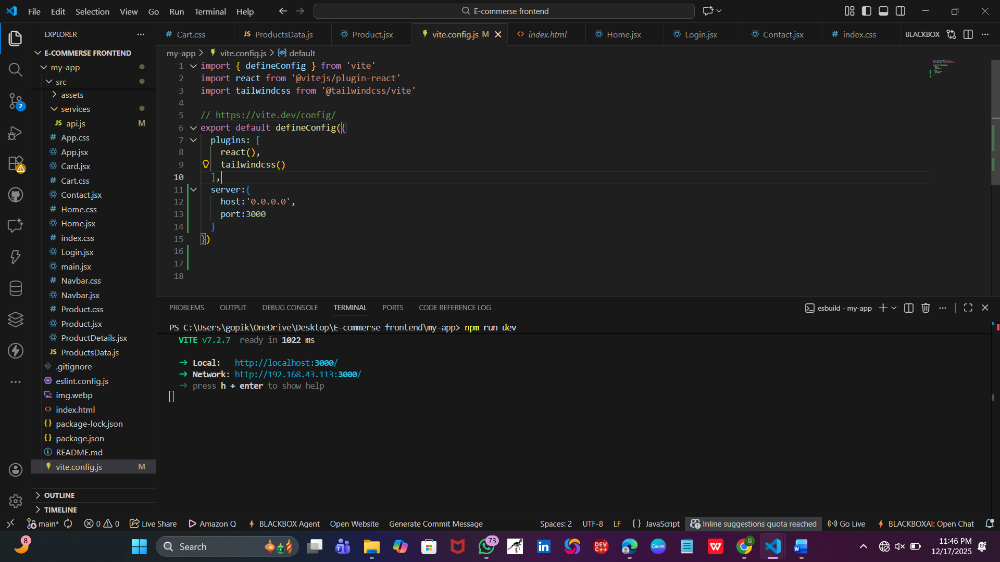 File Edit Selection View Go Run Terminal Help
E-commerse frontend
EXPLORER
Cart.css
JS ProductsData.js
Product.jsx
vite.config.js M
index.html
Home.jsx
Login.jsx
Contact.jsx
# index.css
BLACKBOX
E-COMMERSE FRONTEND
my-app
src
assets
services
JS api.js M
# App.css
App.jsx
Card.jsx
# Cart.css
Contact.jsx
# Home.css
Home.jsx
# index.css
Login.jsx
main.jsx
# Navbar.css
Navbar.jsx
# Product.css
Product.jsx
ProductDetails.jsx
JS ProductsData.js
.gitignore
eslint.config.js
img.webp
index.html
package-lock.json
package.json
README.md
vite.config.js M
OUTLINE
TIMELINE
2
my-app > vite.config.js > default
1 import { defineConfig } from 'vite'
2 import react from '@vitejs/plugin-react'
3 import tailwindcss from '@tailwindcss/vite'
4
5 // https://vite.dev/config/
6 export default defineConfig({
7 plugins: [
8 react(),
9 tailwindcss()
10 ],
11 server:{
12 host:'0.0.0.0',
13 port:3000
14 }
15 })
16
17
18
PROBLEMS OUTPUT DEBUG CONSOLE TERMINAL PORTS CODE REFERENCE LOG
esbuild - my-app
PS C:\Users\gopik\OneDrive\Desktop\E-commerse frontend\my-app> npm run dev
VITE v7.2.7 ready in 1022 ms
➜ Local: http://localhost:3000/
➜ Network: http://192.168.43.113:3000/
➜ press h + enter to show help
main* 0 0 Live Share Amazon Q BLACKBOX Agent Open Website Generate Commit Message
Spaces: 2 UTF-8 LF { } JavaScript Inline suggestions quota reached Go Live BLACKBOXAI: Open Chat
8
Search
73
DEV C++
in
Canva
G
W
W
11:46 PM
12/17/2025